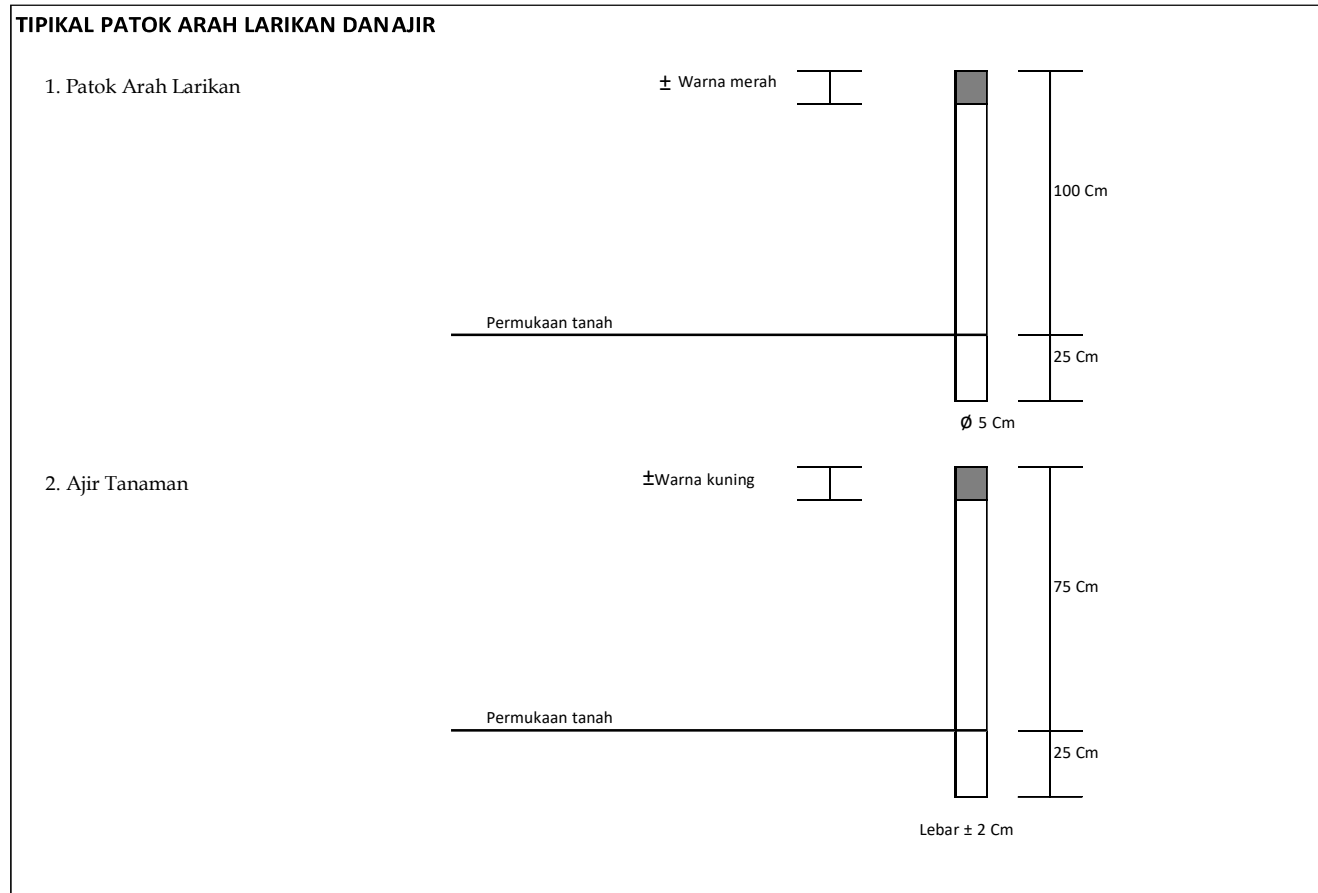 TIPIKAL PATOK ARAH LARIKAN DAN AJIR
1. Patok Arah Larikan
± Warna merah
100 Cm
Permukaan tanah
25 Cm
Ø 5 Cm
2. Ajir Tanaman
±Warna kuning
75 Cm
Permukaan tanah
25 Cm
Lebar ± 2 Cm